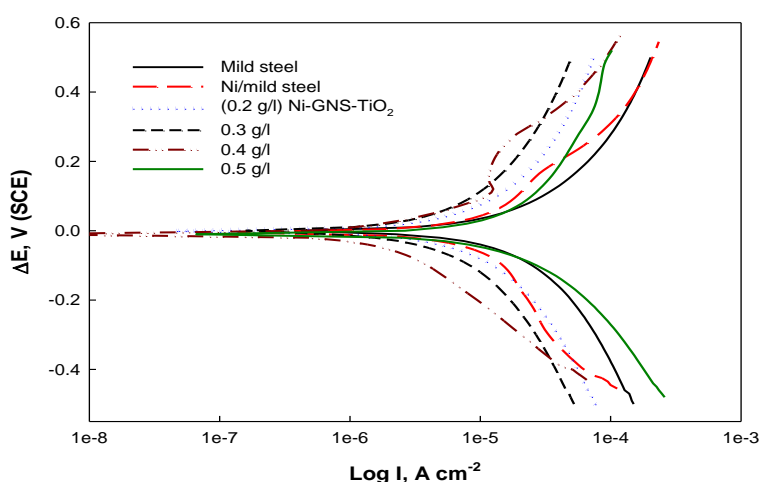 0.6
0.4
0.2
0.0
-0.2
-0.4
ΔE, V (SCE)
Mild steel
Ni/mild steel
(0.2 g/l) Ni-GNS-TiO₂
0.3 g/l
0.4 g/l
0.5 g/l
1e-8 1e-7 1e-6 1e-5 1e-4 1e-3
Log I, A cm⁻²